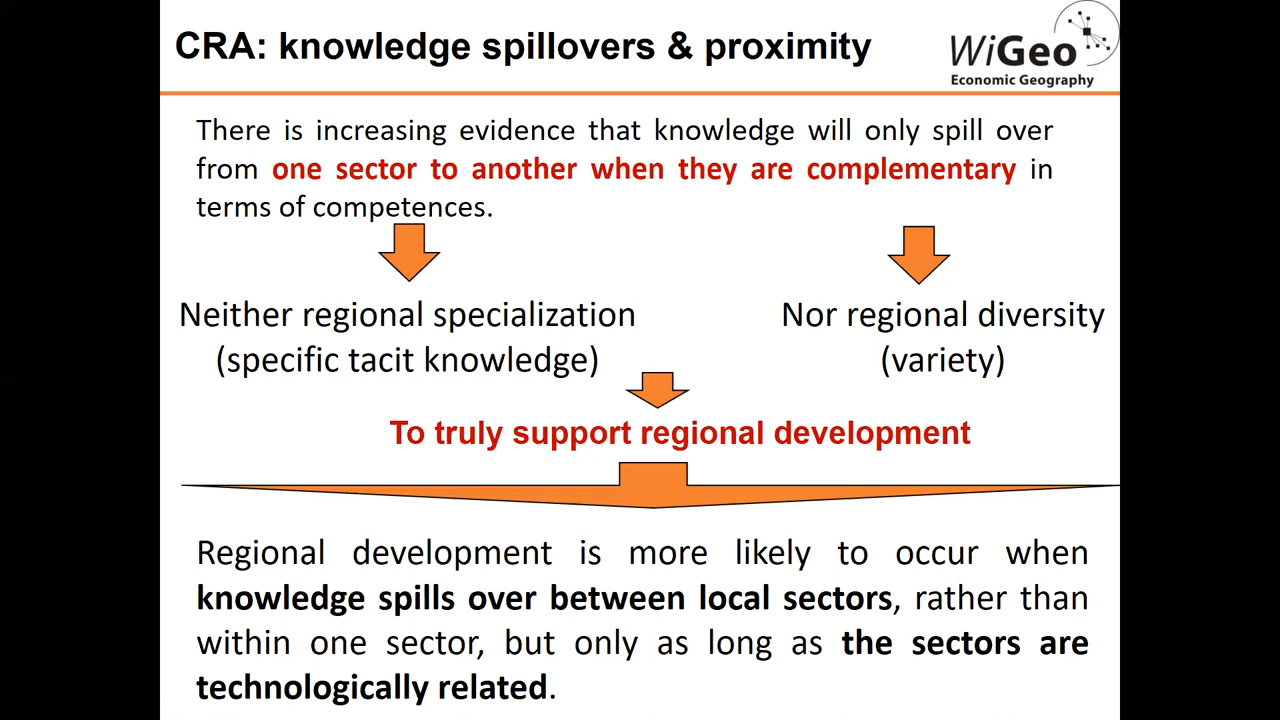 CRA: knowledge spillovers & proximity
WiGeo
Economic Geography
There is increasing evidence that knowledge will only spill over
from one sector to another when they are complementary in
terms of competences.
Neither regional specialization
(specific tacit knowledge)
Nor regional diversity
(variety)
To truly support regional development
Regional development is more likely to occur when
knowledge spills over between local sectors, rather than
within one sector, but only as long as the sectors are
technologically related.